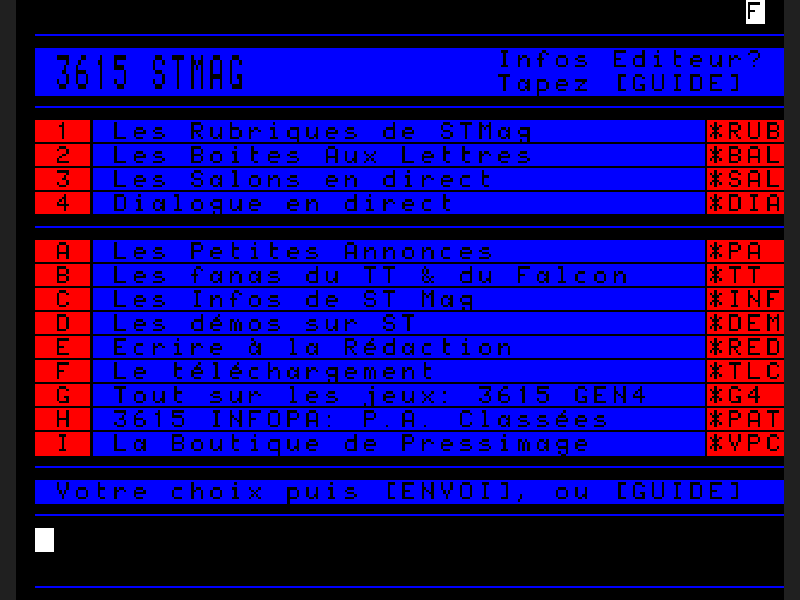 F
3615 STMAG
Infos Editeur?
Tapez [GUIDE]
1 Les Rubriques de STMag *RUB
2 Les Boites Aux Lettres *BAL
3 Les Salons en direct *SAL
4 Dialogue en direct *DIA
A Les Petites Annonces *PA
B Les fanas du TT & du Falcon *TT
C Les Infos de ST Mag *INF
D Les démos sur ST *DEM
E Ecrire à la Rédaction *RED
F Le téléchargement *TLC
G Tout sur les jeux: 3615 GEN4 *G4
H 3615 INFOPA: P.A. Classées *PAT
I La Boutique de Pressimage *VPC
Votre choix puis [ENVOI], ou [GUIDE]